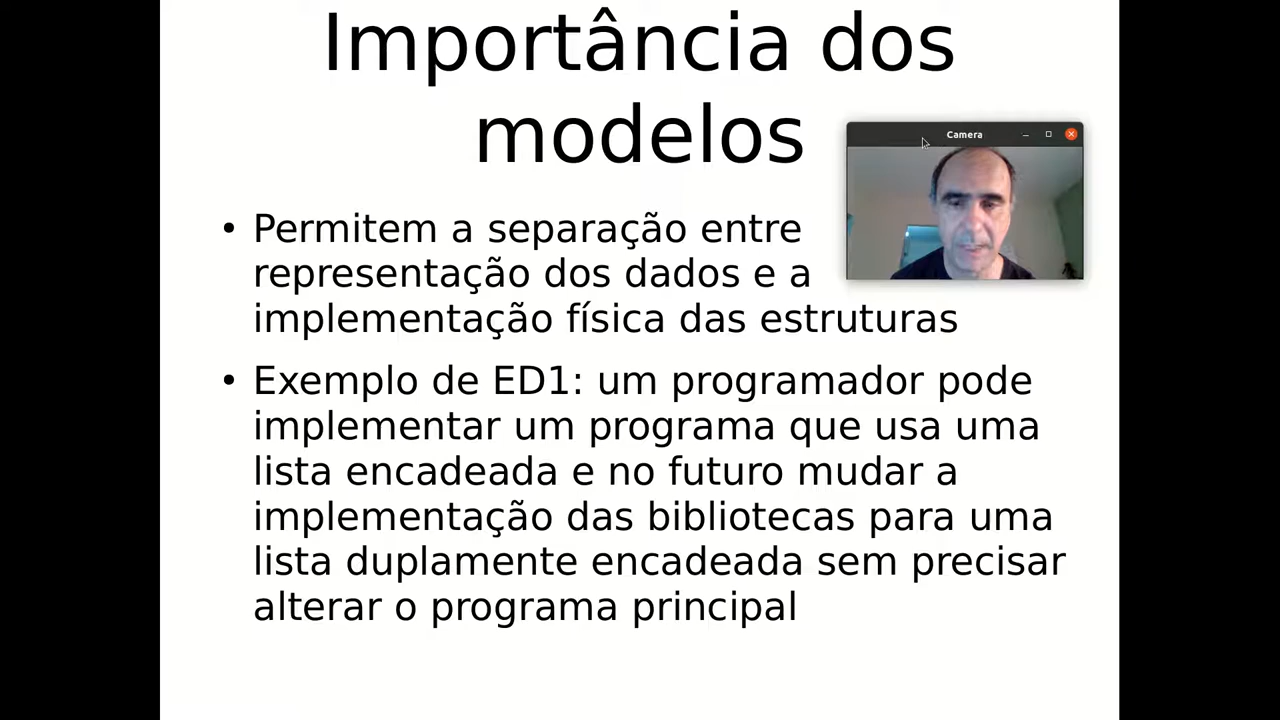 Importância dos
modelos
Camera
• Permitem a separação entre
representação dos dados e a
implementação física das estruturas
• Exemplo de ED1: um programador pode
implementar um programa que usa uma
lista encadeada e no futuro mudar a
implementação das bibliotecas para uma
lista duplamente encadeada sem precisar
alterar o programa principal